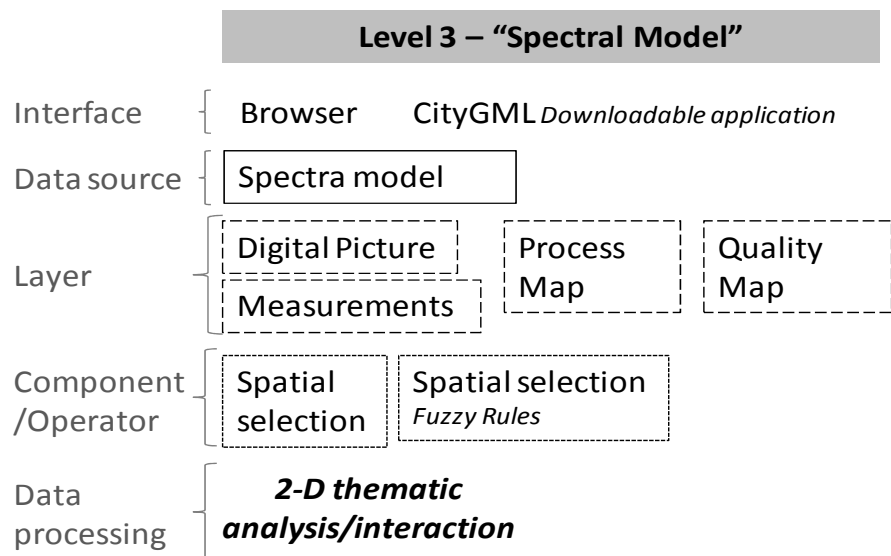 Level 3 – “Spectral Model”
Interface
Browser
CityGML Downloadable application
Data source
Spectra model
Layer
Digital Picture
Measurements
Process
Map
Quality
Map
Component
/Operator
Spatial
selection
Spatial selection
Fuzzy Rules
Data
processing
2-D thematic
analysis/interaction